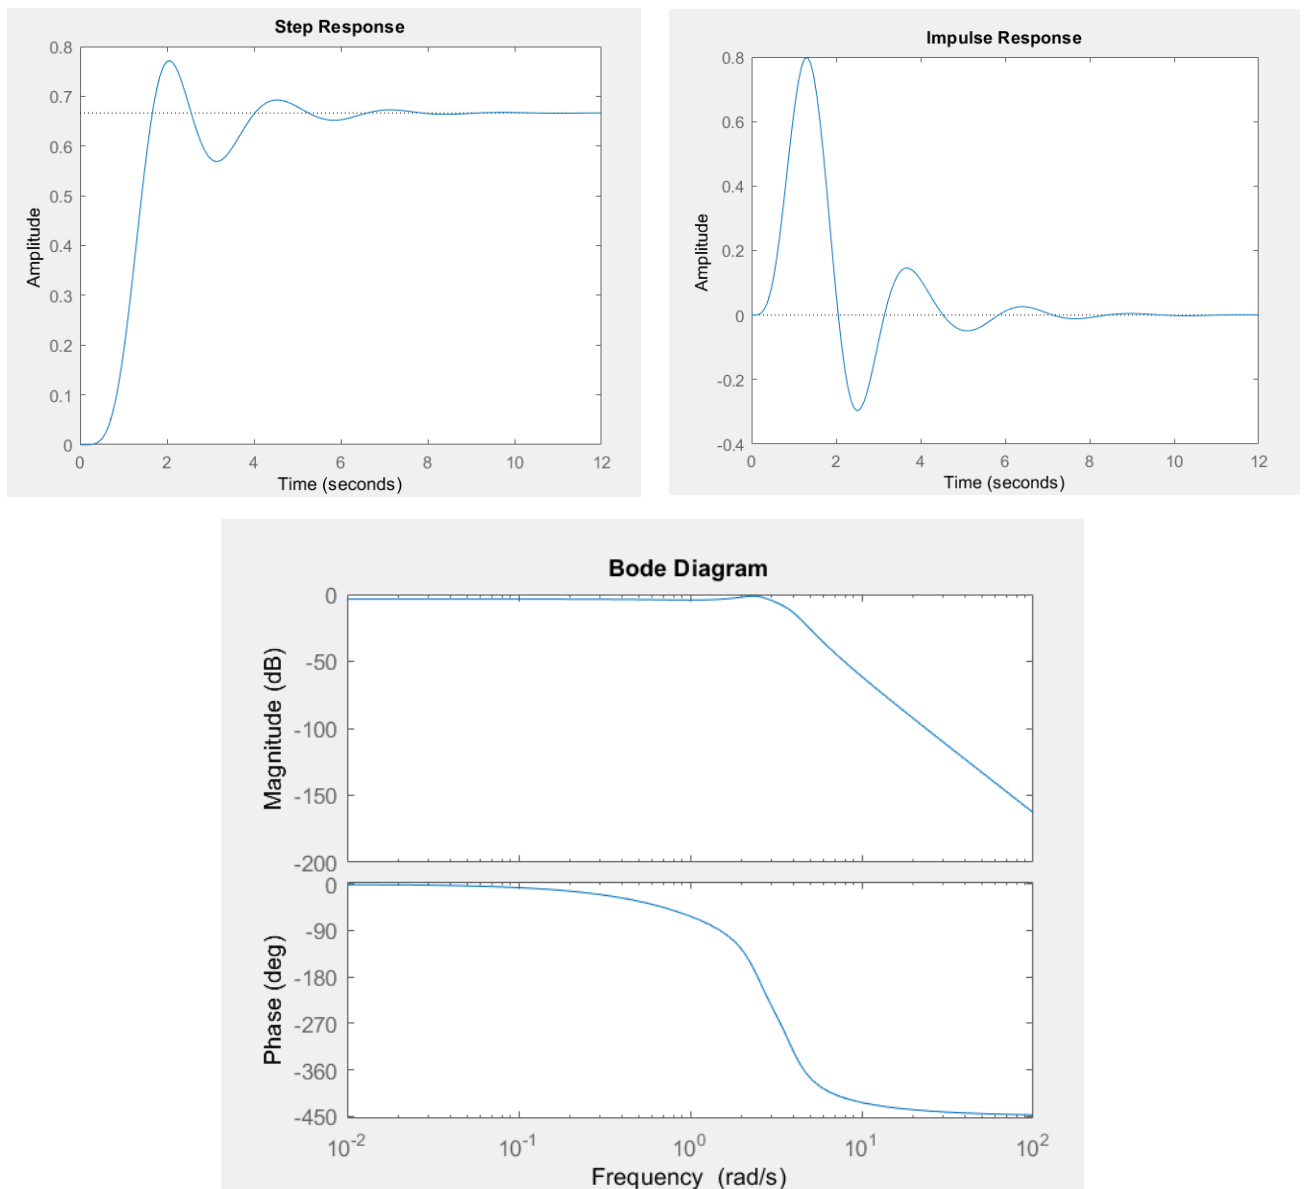 Step Response
0.8
0.7
0.6
0.5
0.4
0.3
0.2
0.1
0
Amplitude
0 2 4 6 8 10 12
Time (seconds)
Impulse Response
0.8
0.6
0.4
0.2
0
-0.2
-0.4
Amplitude
0 2 4 6 8 10 12
Time (seconds)
Bode Diagram
0
-50
-100
-150
-200
Magnitude (dB)
0
-90
-180
-270
-360
-450
Phase (deg)
10^-2 10^-1 10^0 10^1 10^2
Frequency (rad/s)